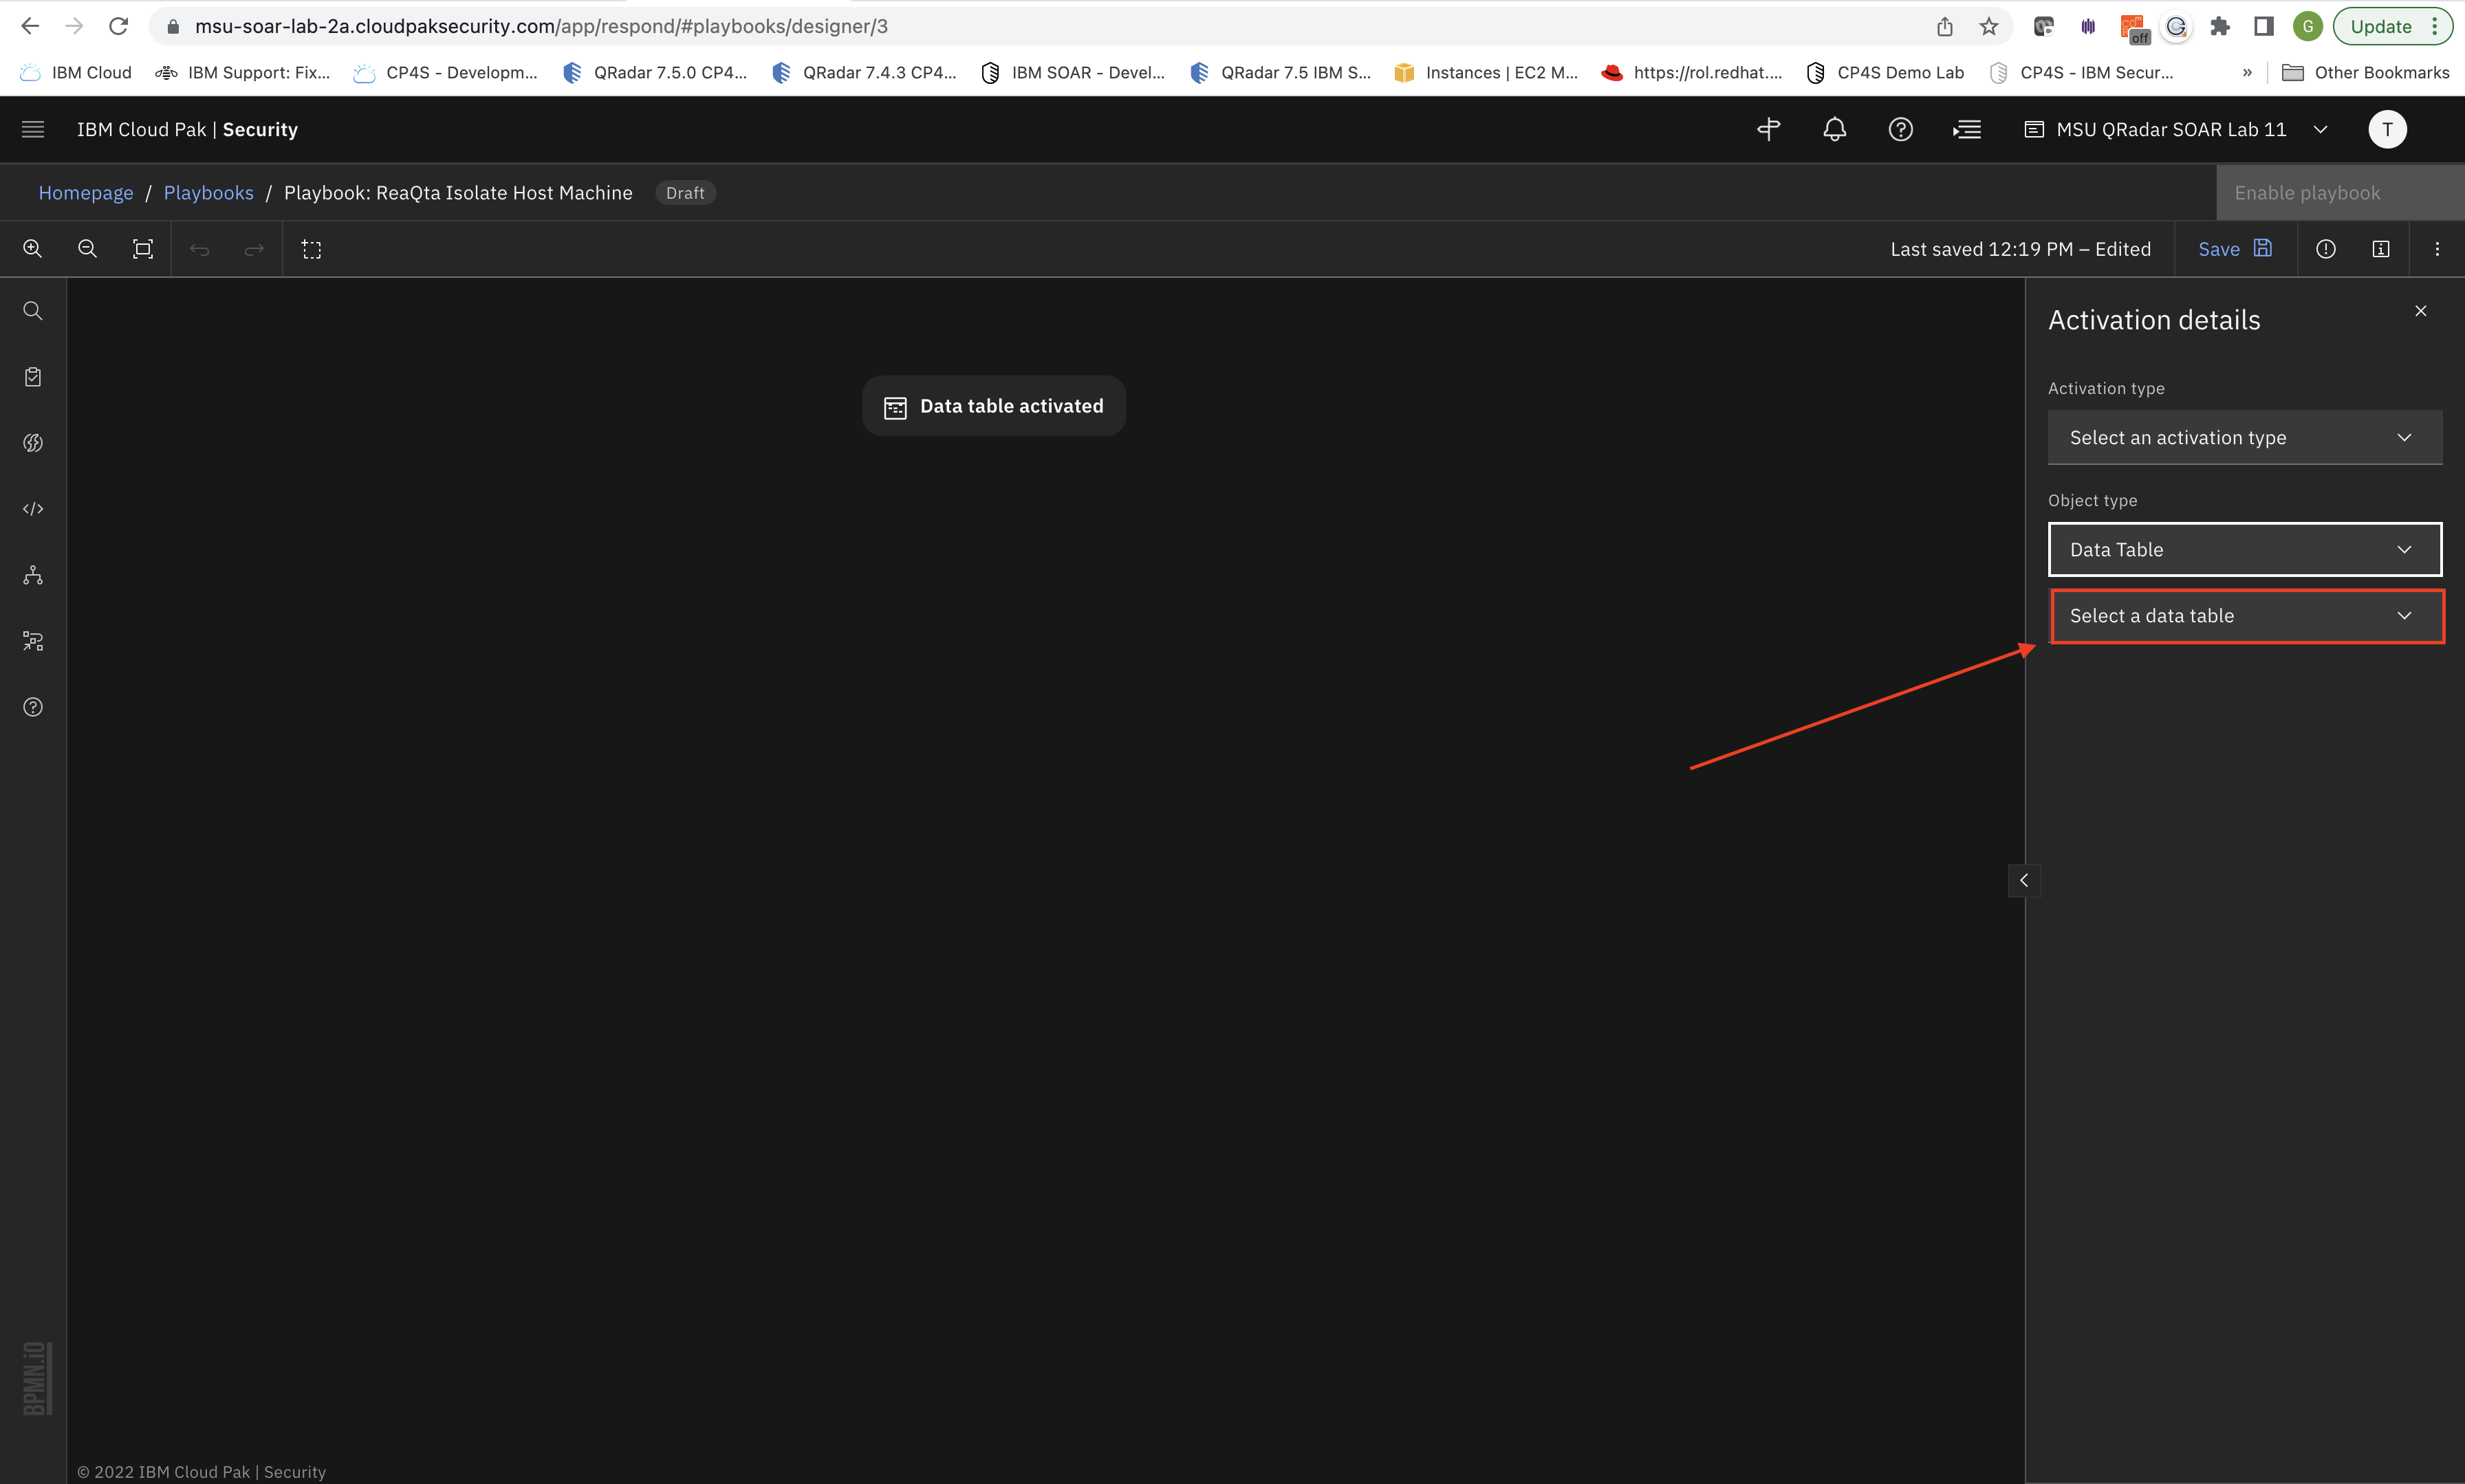 msu-soar-lab-2a.cloudpaksecurity.com/app/respond/#playbooks/designer/3
off
G
Update
IBM Cloud
IBM Support: Fix...
CP4S - Developm...
QRadar 7.5.0 CP4...
QRadar 7.4.3 CP4...
IBM SOAR - Devel...
QRadar 7.5 IBM S...
Instances | EC2 M...
https://rol.redhat....
CP4S Demo Lab
CP4S - IBM Secur...
»
Other Bookmarks
IBM Cloud Pak | Security
MSU QRadar SOAR Lab 11
T
Homepage / Playbooks / Playbook: ReaQta Isolate Host Machine
Draft
Enable playbook
Last saved 12:19 PM – Edited
Save
Activation details
Activation type
Select an activation type
Object type
Data Table
Select a data table
Data table activated
BPMN.iO
© 2022 IBM Cloud Pak | Security